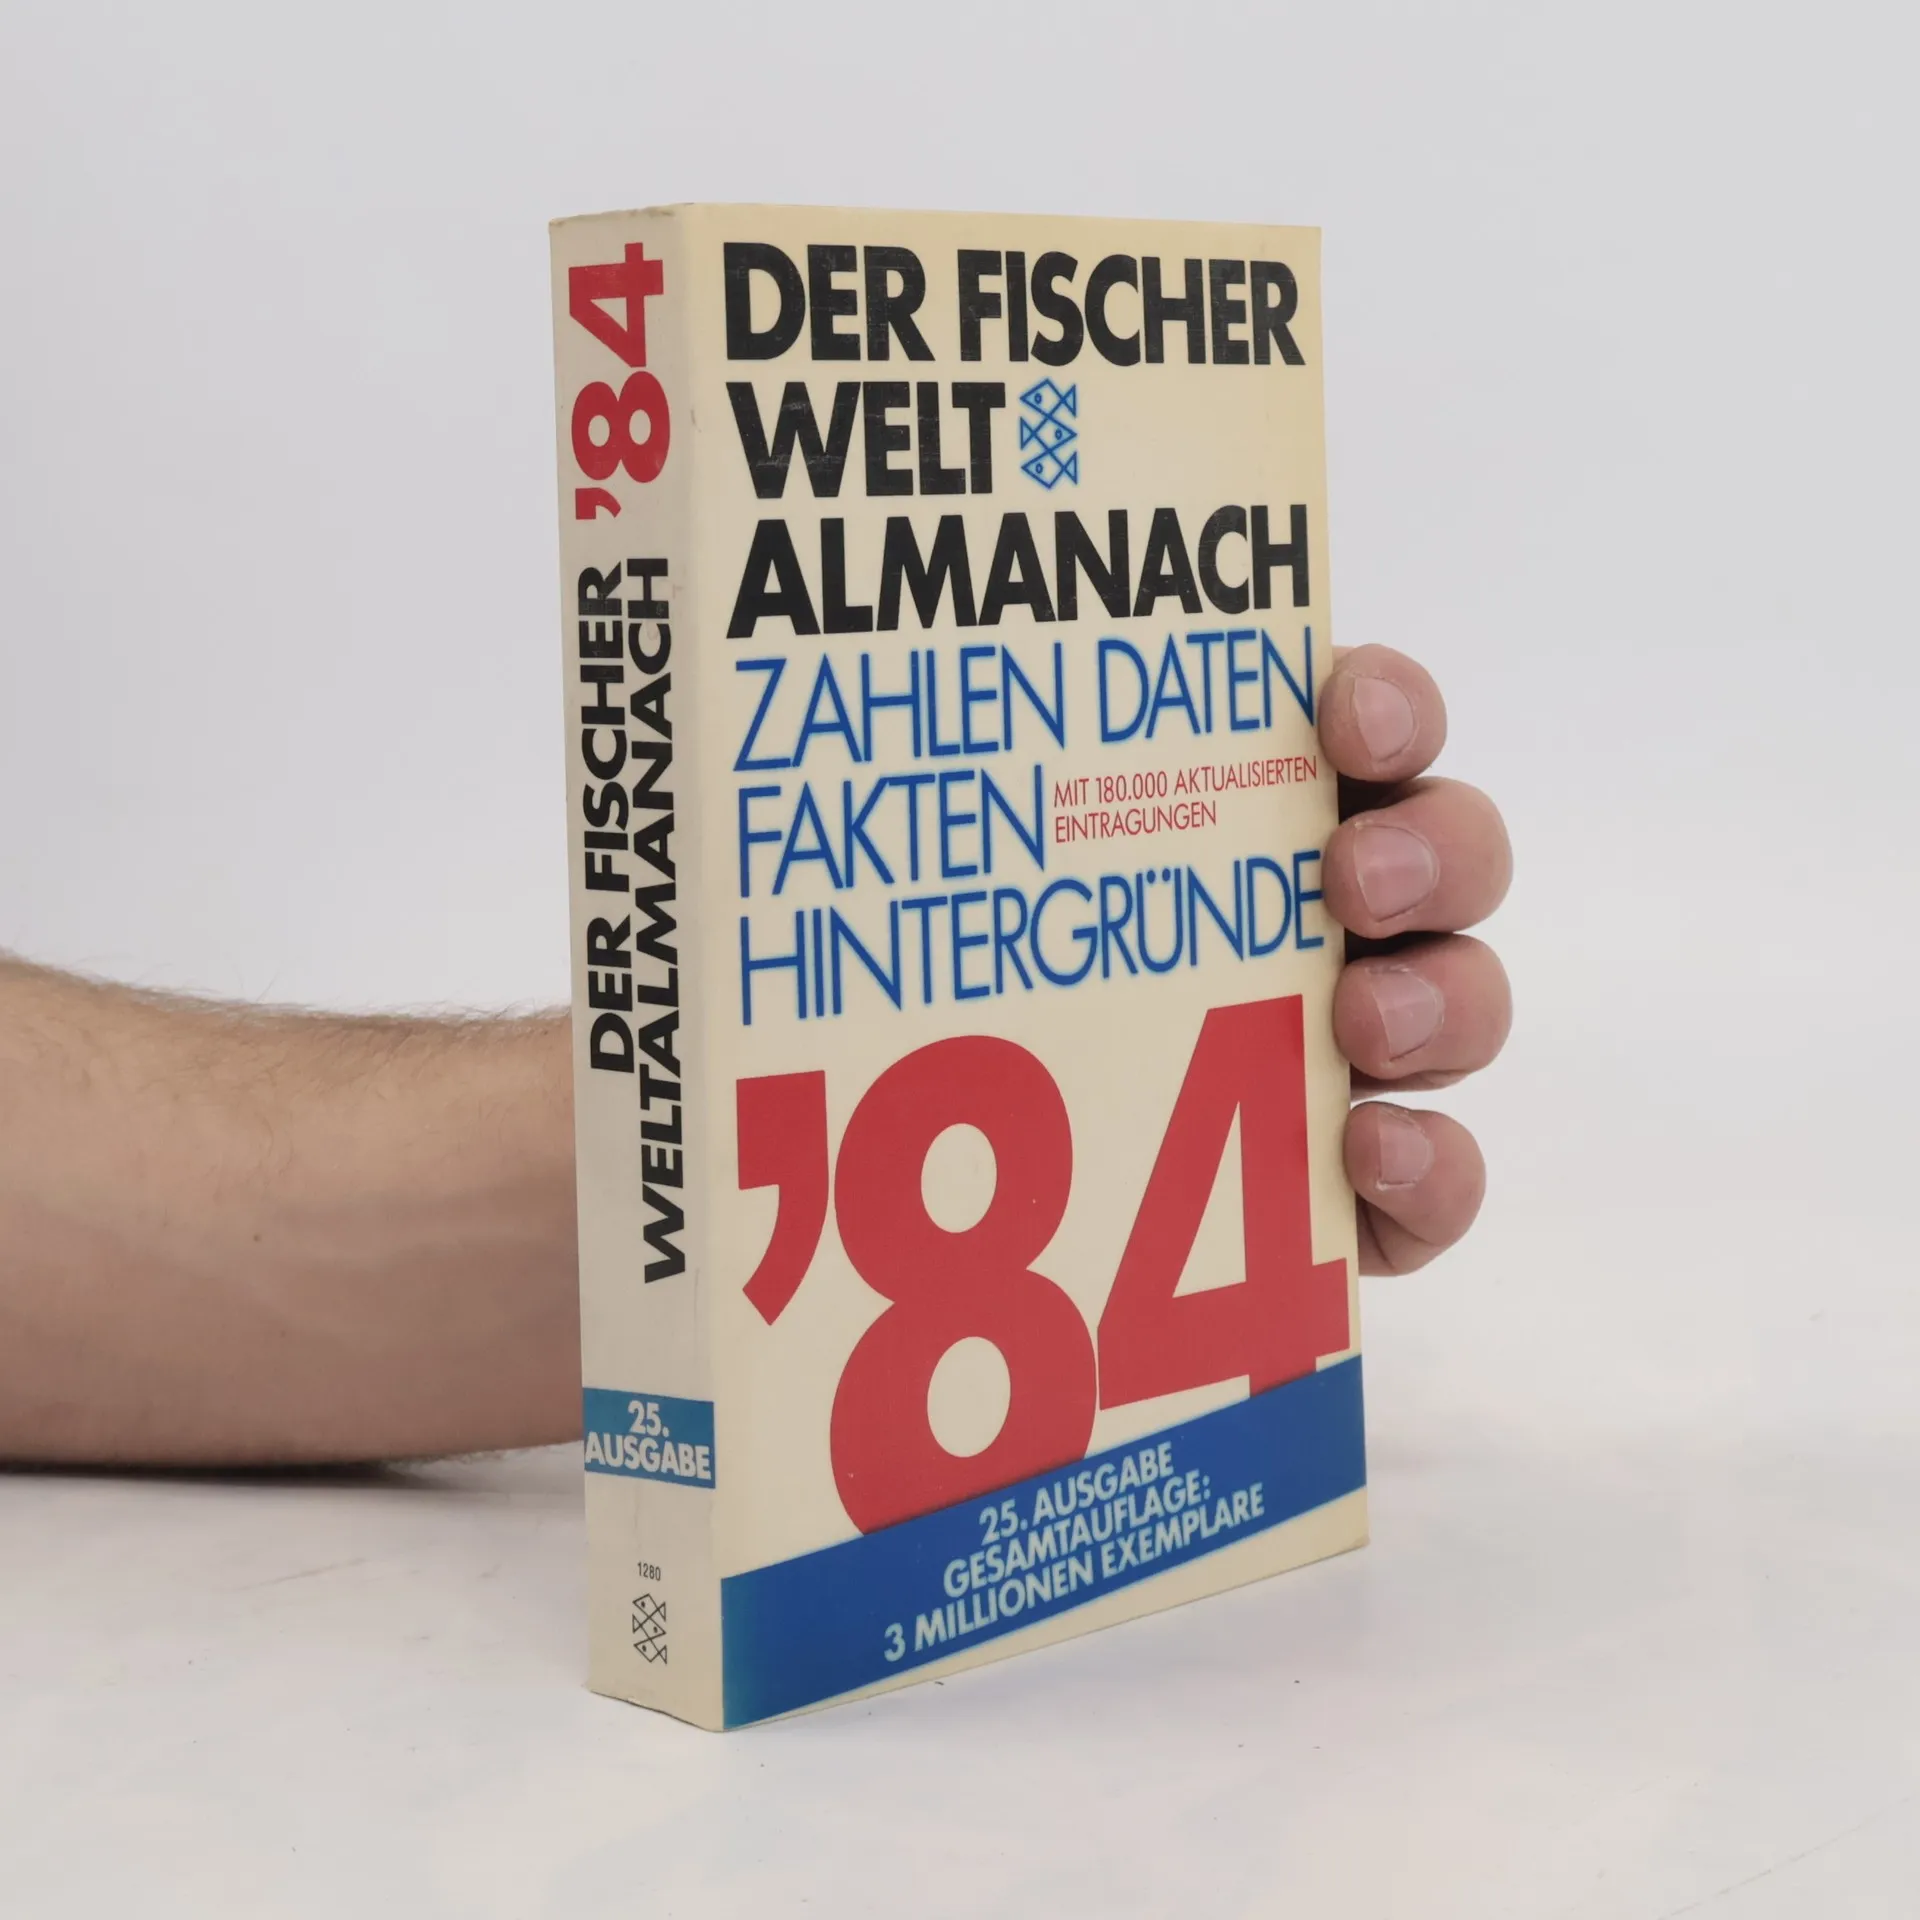 '84
DER FISCHER
WELTALMANACH
25.
AUSGABE
1280
DER FISCHER
WELT
ALMANACH
ZAHLEN DATEN
FAKTEN
MIT 180.000 AKTUALISIERTEN
EINTRAGUNGEN
HINTERGRÜNDE
'84
25. AUSGABE
GESAMTAUFLAGE:
3 MILLIONEN EXEMPLARE